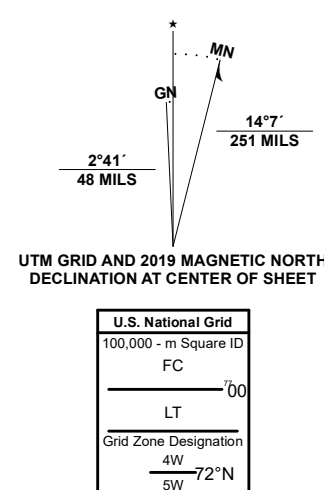 ★
MN
GN
14°7´
251 MILS
2°41´
48 MILS
UTM GRID AND 2019 MAGNETIC NORTH
DECLINATION AT CENTER OF SHEET
U.S. National Grid
100,000 - m Square ID
FC
7700
LT
Grid Zone Designation
4W
72°N
5W